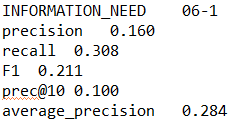 INFORMATION_NEED 06-1
precision 0.160
recall 0.308
F1 0.211
prec@10 0.100
average_precision 0.284